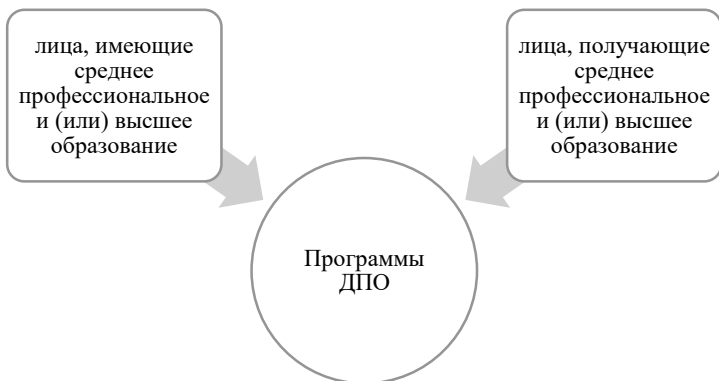 лица, имеющие
среднее
профессиональное
и (или) высшее
образование
лица, получающие
среднее
профессиональное
и (или) высшее
образование
Программы
ДПО